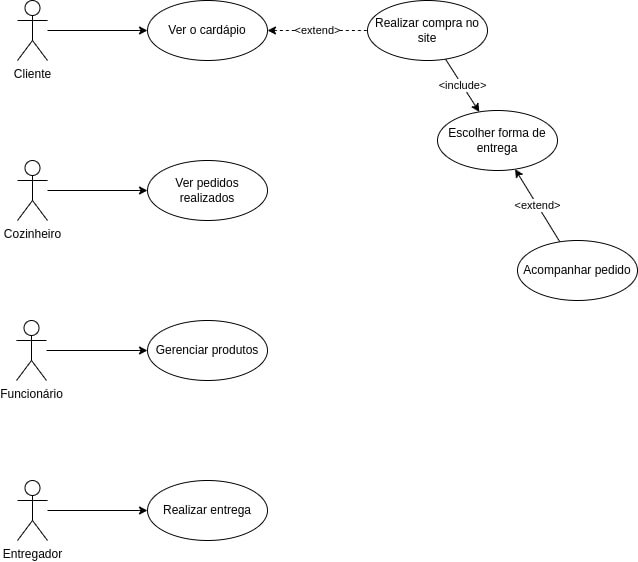 Cliente
Ver o cardápio
<extend>
Realizar compra no
site
<include>
Escolher forma de
entrega
<extend>
Acompanhar pedido
Cozinheiro
Ver pedidos
realizados
Funcionário
Gerenciar produtos
Entregador
Realizar entrega